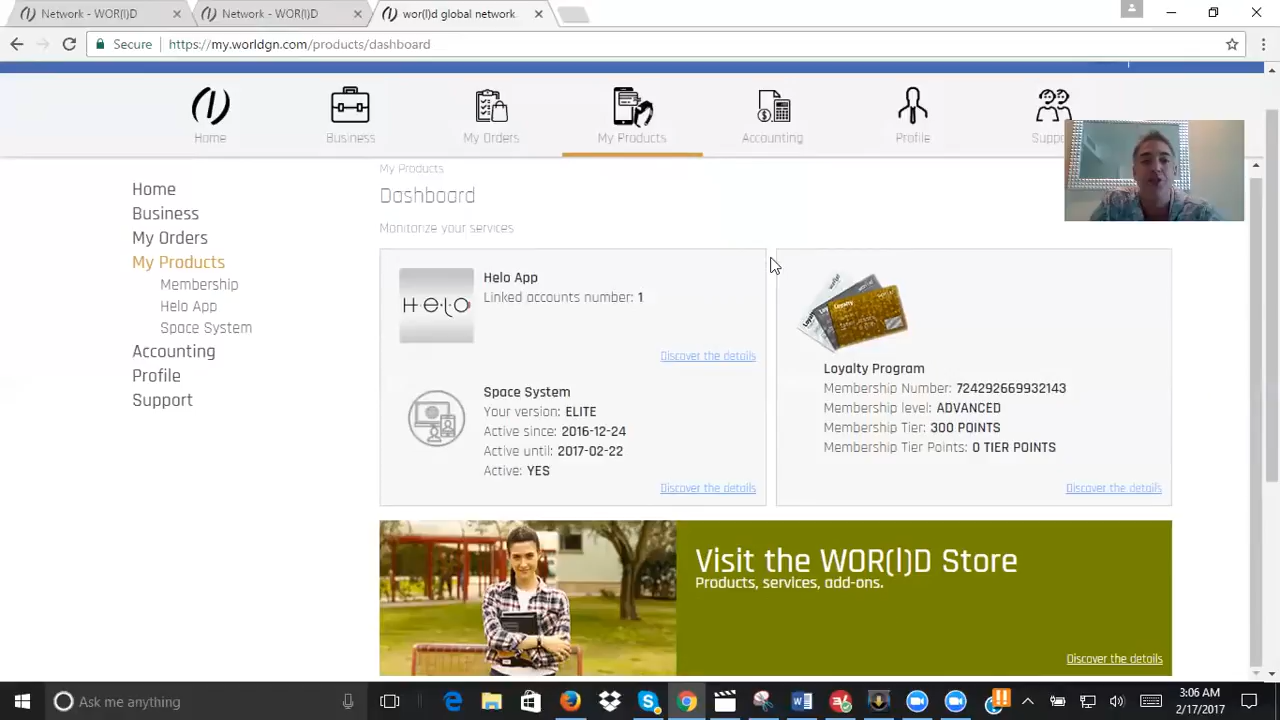 Network - WOR(l)D
Network - WOR(l)D
wor(l)d global network
Secure
https://my.worldgn.com/products/dashboard
Home
Business
My Orders
My Products
Accounting
Profile
Suppo
Home
Business
My Orders
My Products
Membership
Helo App
Space System
Accounting
Profile
Support
My Products
Dashboard
Monitorize your services
Helo
Helo App
Linked accounts number: 1
Discover the details
Space System
Your version: ELITE
Active since: 2016-12-24
Active until: 2017-02-22
Active: YES
Discover the details
Loyalty
Loyalty Program
Membership Number: 724292669932143
Membership level: ADVANCED
Membership Tier: 300 POINTS
Membership Tier Points: 0 TIER POINTS
Discover the details
Visit the WOR(l)D Store
Products, services, add-ons.
Discover the details
Ask me anything
3:06 AM
2/17/2017